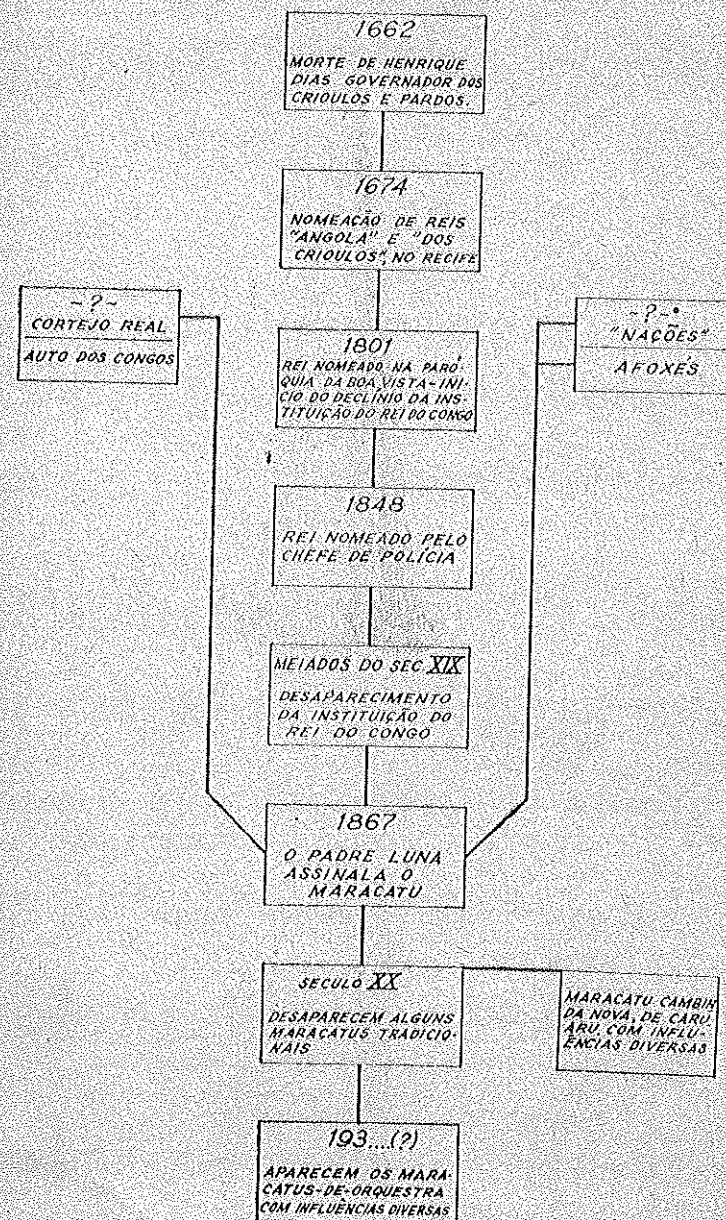 1662
MORTE DE HENRIQUE
DIAS GOVERNADOR DOS
CRIOULOS E PARDOS.
1674
NOMEAÇÃO DE REIS
"ANGOLA" E "DOS
CRIOULOS", NO RECIFE
-?-
CORTEJO REAL
AUTO DOS CONGOS
-?-
"NAÇÕES"
AFOXÉS
1801
REI NOMEADO NA PARÓ-
QUIA DA BOA VISTA-INÍ-
CIO DO DECLÍNIO DA INS-
TITUIÇÃO DO REI DO CONGO
1848
REI NOMEADO PELO
CHEFE DE POLÍCIA
MEIADOS DO SEC XIX
DESAPARECIMENTO
DA INSTITUIÇÃO DO
REI DO CONGO
1867
O PADRE LUNA
ASSINALA O
MARACATU
SECULO XX
DESAPARECEM ALGUNS
MARACATUS TRADICIO-
NAIS
MARACATU CAMBIN
DA NOVA, DE CARU-
ARU, COM INFLU-
ÊNCIAS DIVERSAS
193....(?)
APARECEM OS MARA-
CATUS-DE-ORQUESTRA
COM INFLUENCIAS DIVERSAS